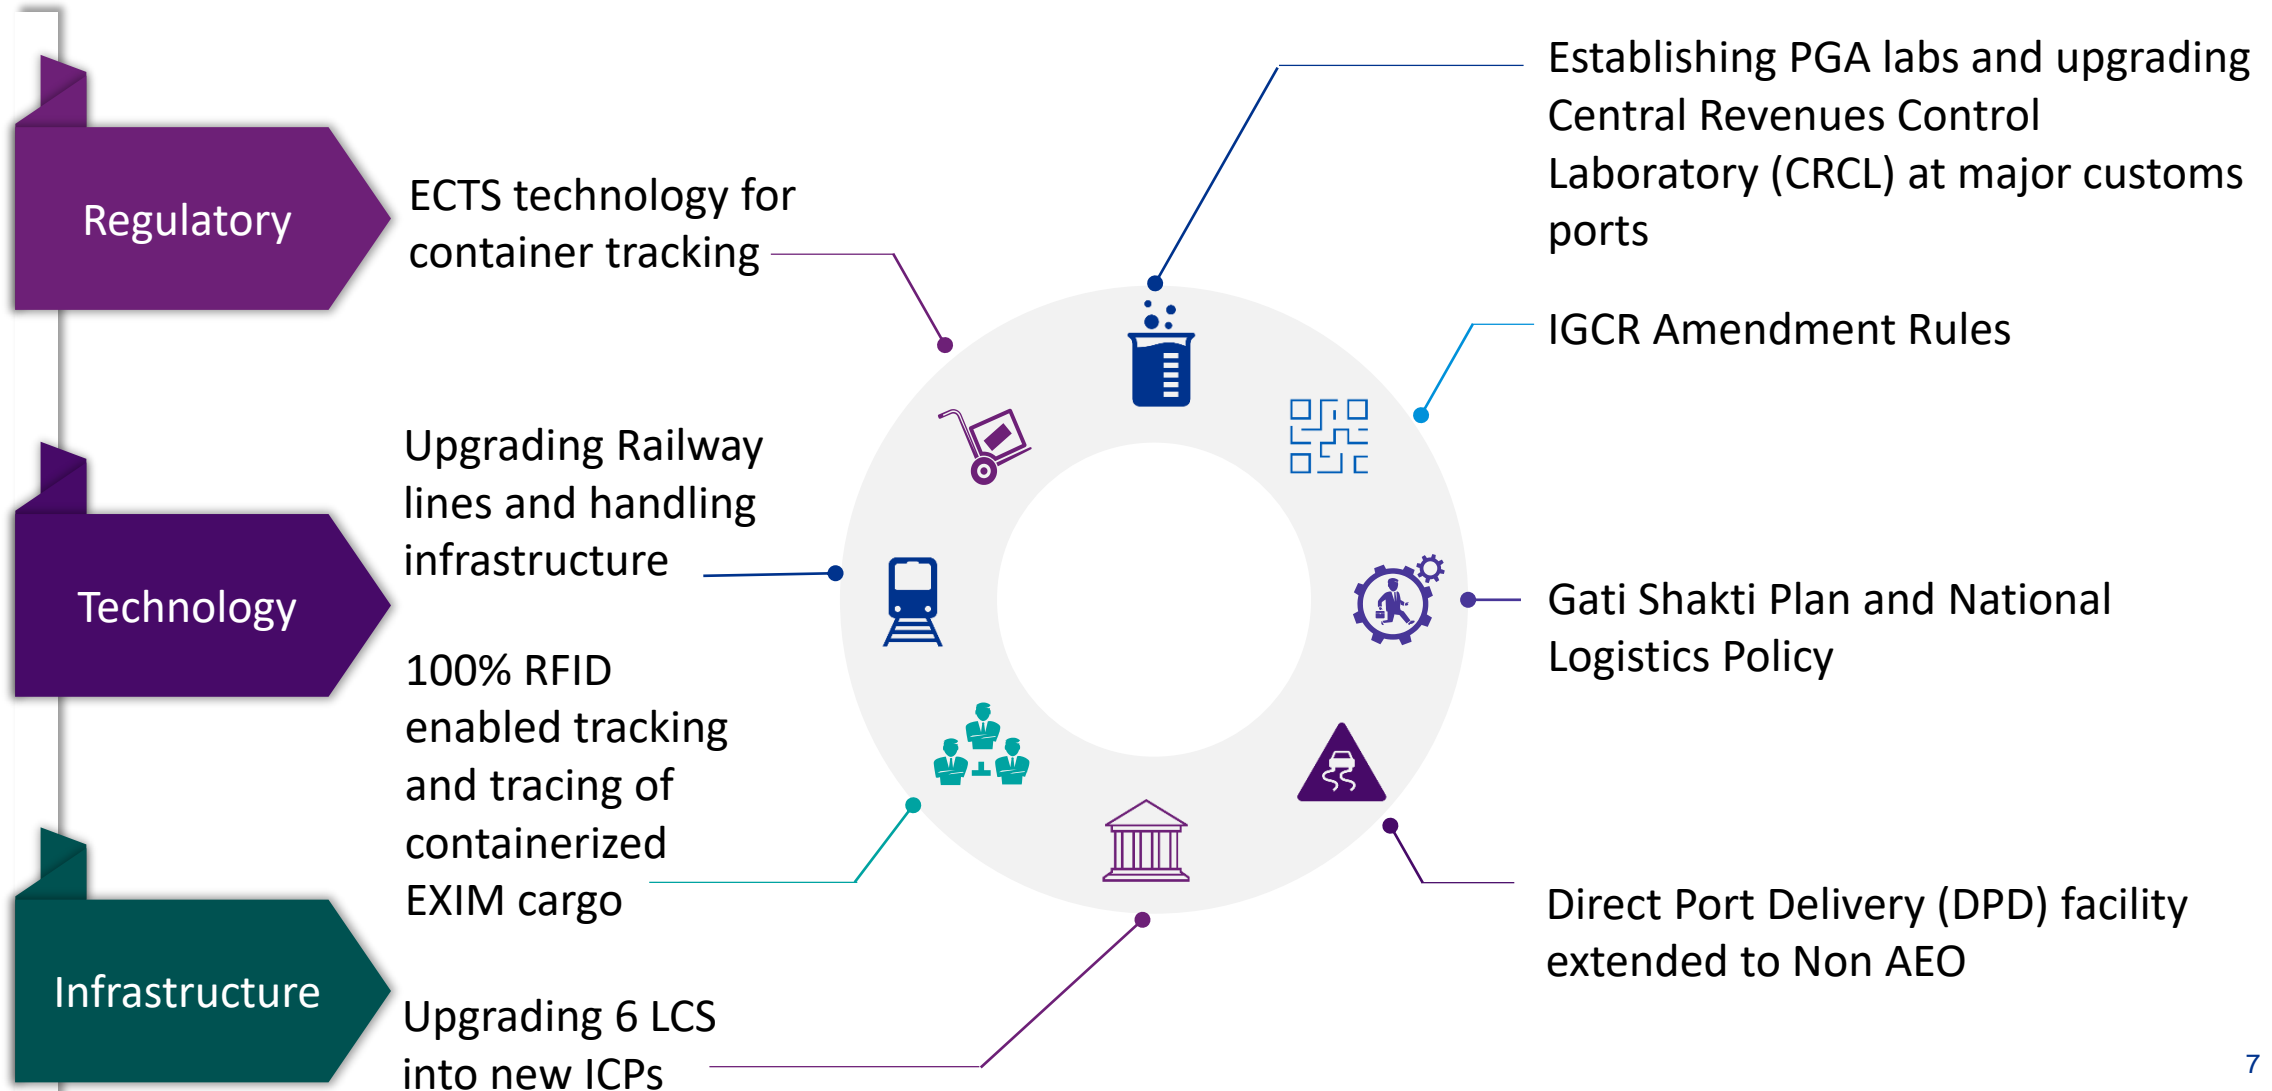 Regulatory
Technology
Infrastructure
ECTS technology for
container tracking
Upgrading Railway
lines and handling
infrastructure
100% RFID
enabled tracking
and tracing of
containerized
EXIM cargo
Upgrading 6 LCS
into new ICPs
Establishing PGA labs and upgrading
Central Revenues Control
Laboratory (CRCL) at major customs
ports
IGCR Amendment Rules
Gati Shakti Plan and National
Logistics Policy
Direct Port Delivery (DPD) facility
extended to Non AEO
7